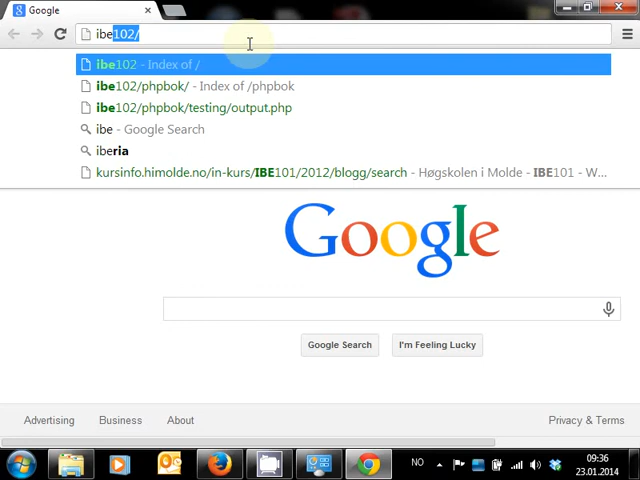 Google
ibe102/
ibe102 - Index of /
ibe102/phpbok/ - Index of /phpbok
ibe102/phpbok/testing/output.php
ibe - Google Search
iberia
kursinfo.himolde.no/in-kurs/IBE101/2012/blogg/search - Høgskolen i Molde - IBE101 - W...
Google
Google Search
I'm Feeling Lucky
Advertising
Business
About
Privacy & Terms
NO
09:36
23.01.2014